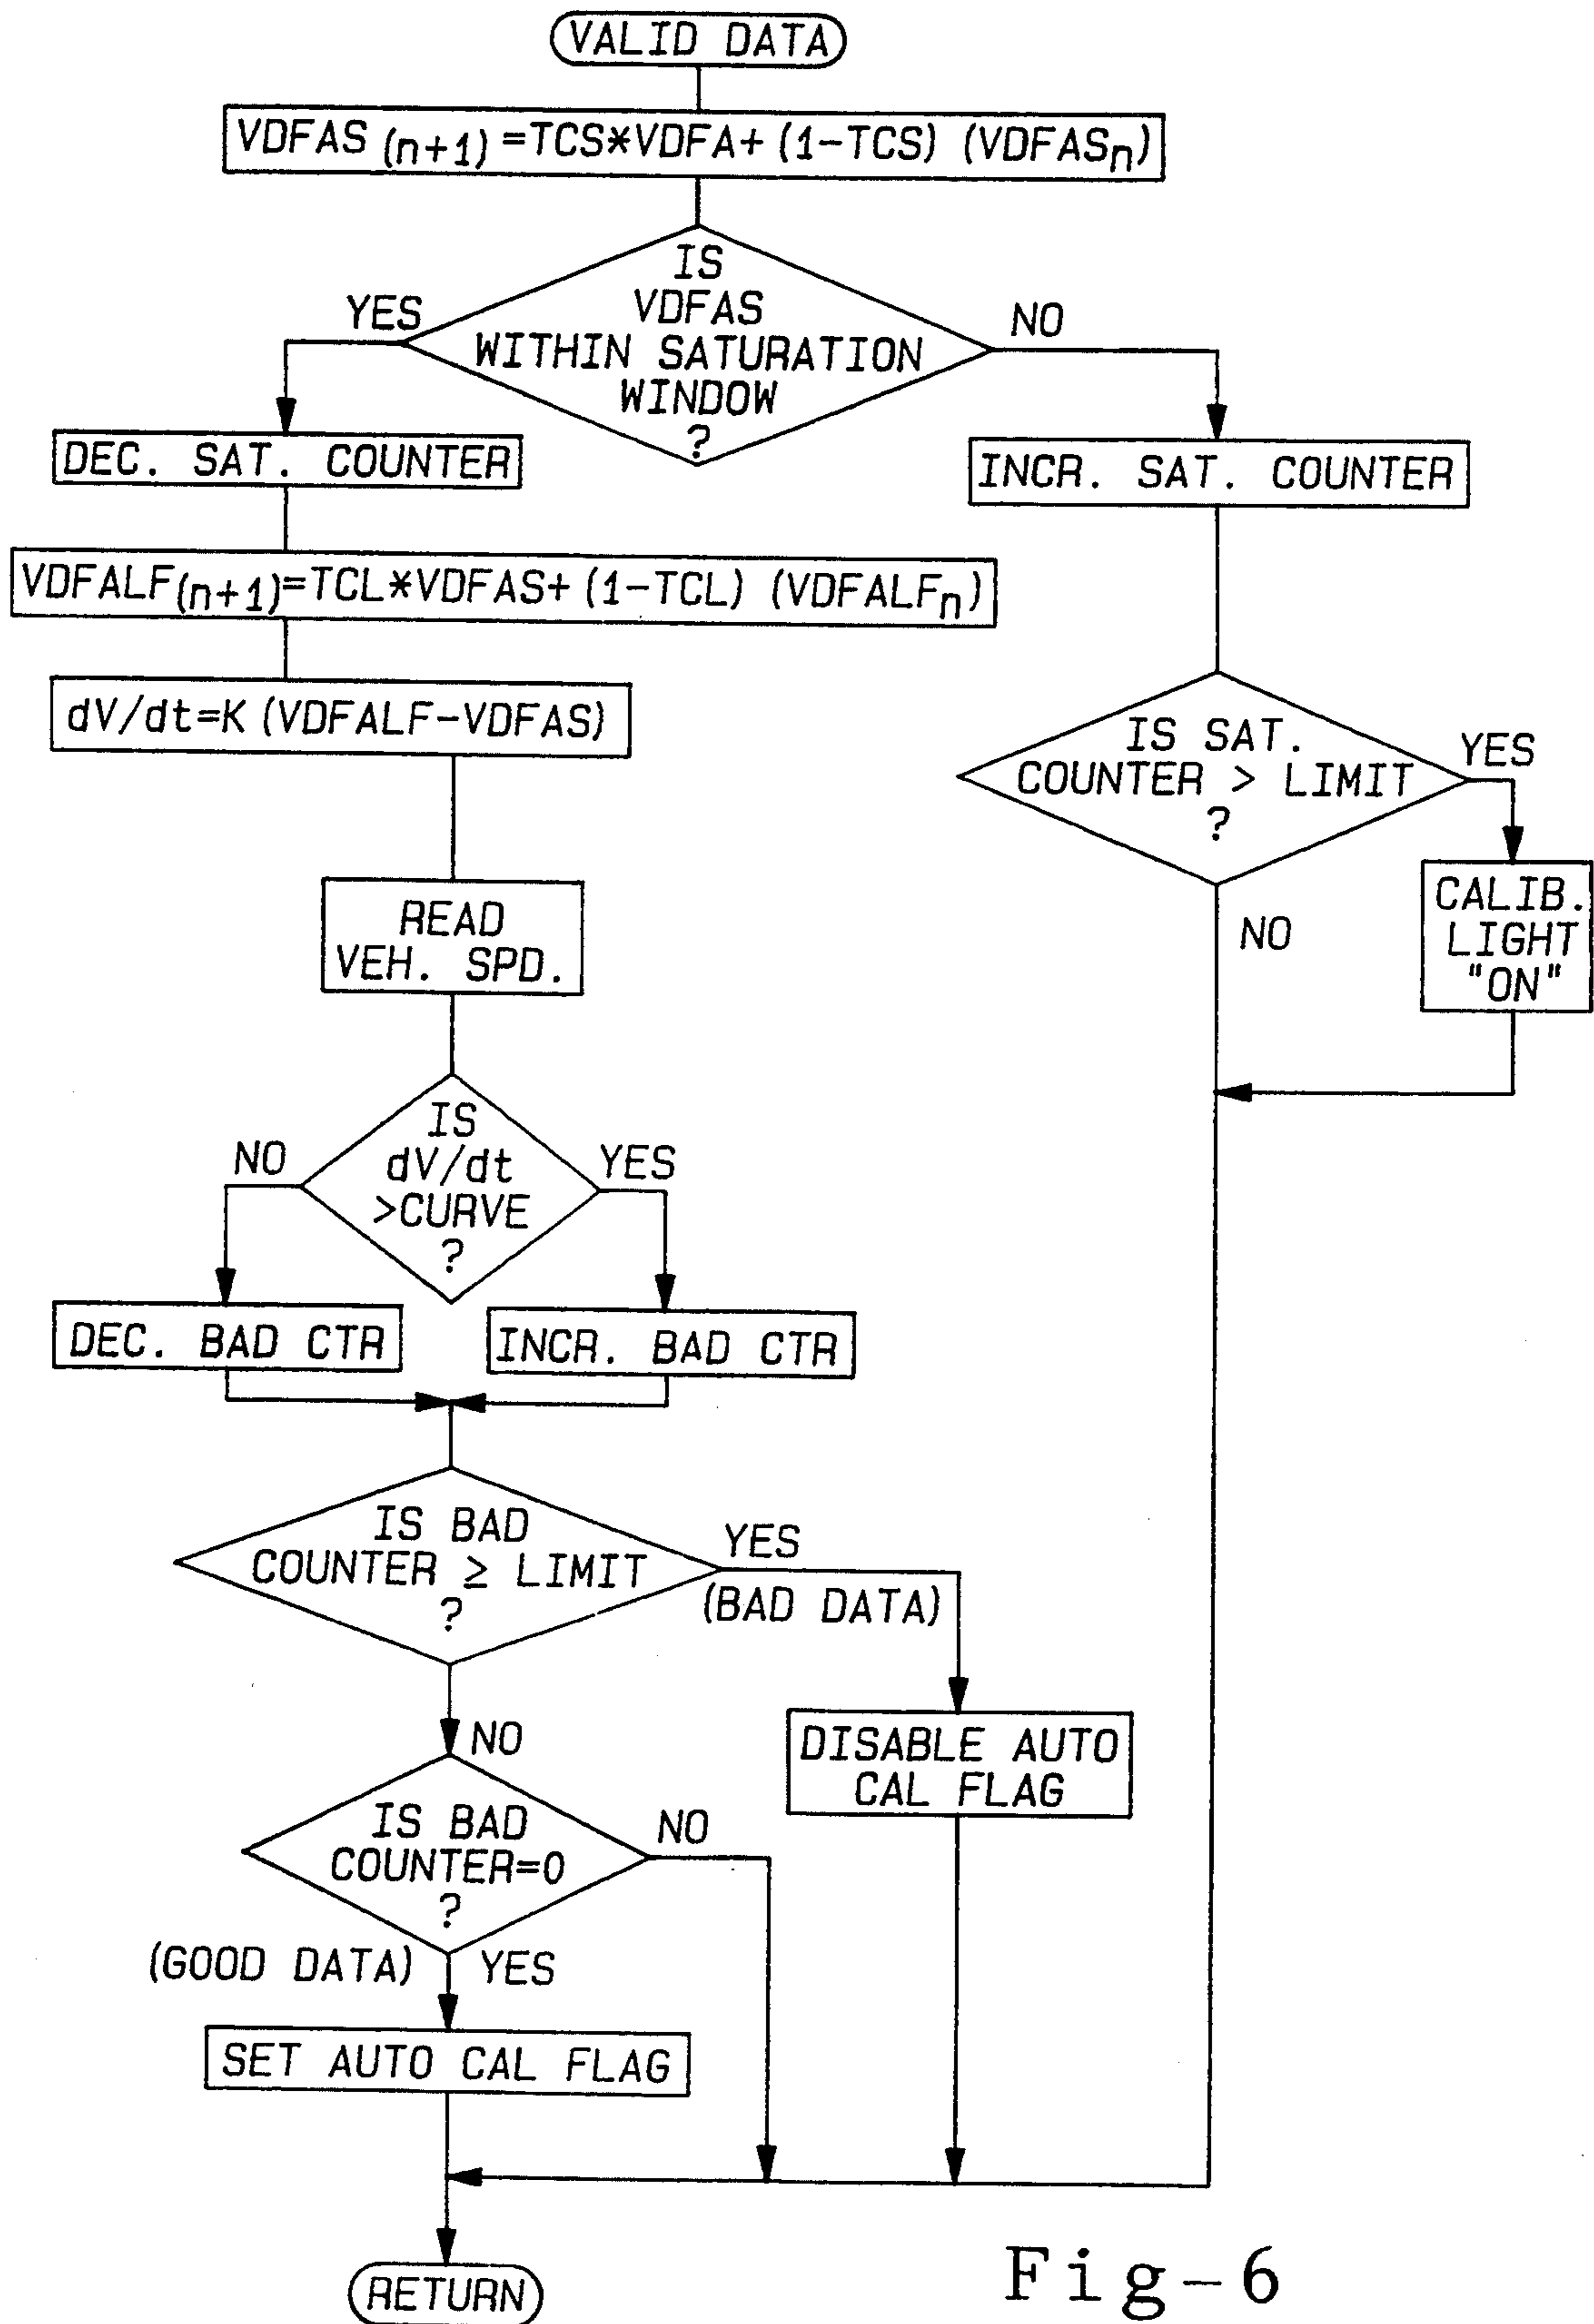 VALID DATA
VDFAS (n+1) =TCS*VDFA+ (1-TCS) (VDFASn)
IS
VDFAS
WITHIN SATURATION
WINDOW
?
YES
NO
DEC. SAT. COUNTER
INCR. SAT. COUNTER
VDFALF(n+1)=TCL*VDFAS+ (1-TCL) (VDFALFn)
dV/dt=K (VDFALF-VDFAS)
IS SAT.
COUNTER > LIMIT
?
YES
NO
CALIB.
LIGHT
"ON"
READ
VEH. SPD.
IS
dV/dt
>CURVE
?
NO
YES
DEC. BAD CTR
INCR. BAD CTR
IS BAD
COUNTER ≥ LIMIT
?
YES
(BAD DATA)
NO
DISABLE AUTO
CAL FLAG
IS BAD
COUNTER=0
?
NO
(GOOD DATA) YES
SET AUTO CAL FLAG
RETURN
Fig-6